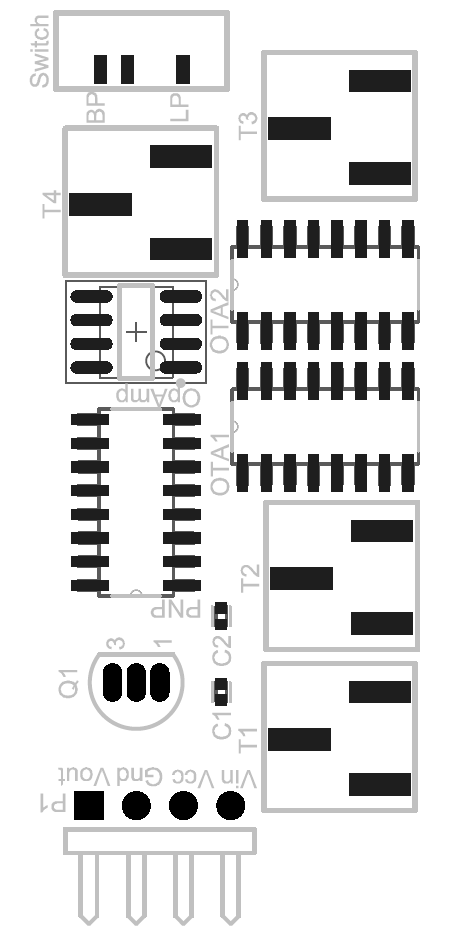 Switch
BP
LP
T3
T4
OTA2
OpAmp
OTA1
PNP
T2
C2
3
1
Q1
C1
T1
Vout Gnd Vcc Vin
P1